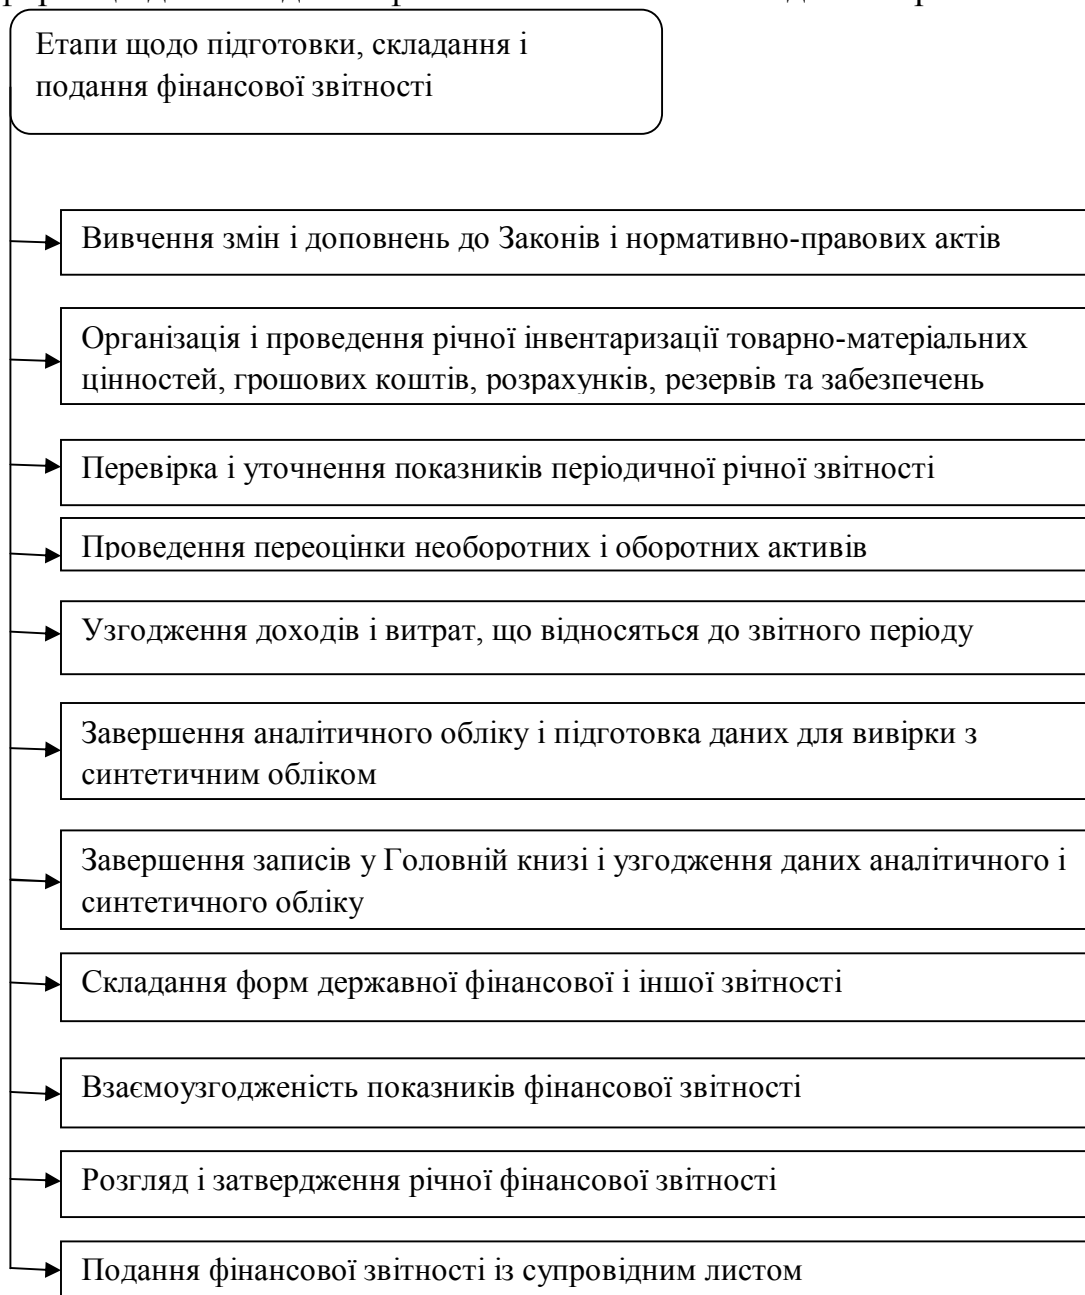 Етапи щодо підготовки, складання і
подання фінансової звітності
Вивчення змін і доповнень до Законів і нормативно-правових актів
Організація і проведення річної інвентаризації товарно-матеріальних
цінностей, грошових коштів, розрахунків, резервів та забезпечень
Перевірка і уточнення показників періодичної річної звітності
Проведення переоцінки необоротних і оборотних активів
Узгодження доходів і витрат, що відносяться до звітного періоду
Завершення аналітичного обліку і підготовка даних для вивірки з
синтетичним обліком
Завершення записів у Головній книзі і узгодження даних аналітичного і
синтетичного обліку
Складання форм державної фінансової і іншої звітності
Взаємоузгодженість показників фінансової звітності
Розгляд і затвердження річної фінансової звітності
Подання фінансової звітності із супровідним листом